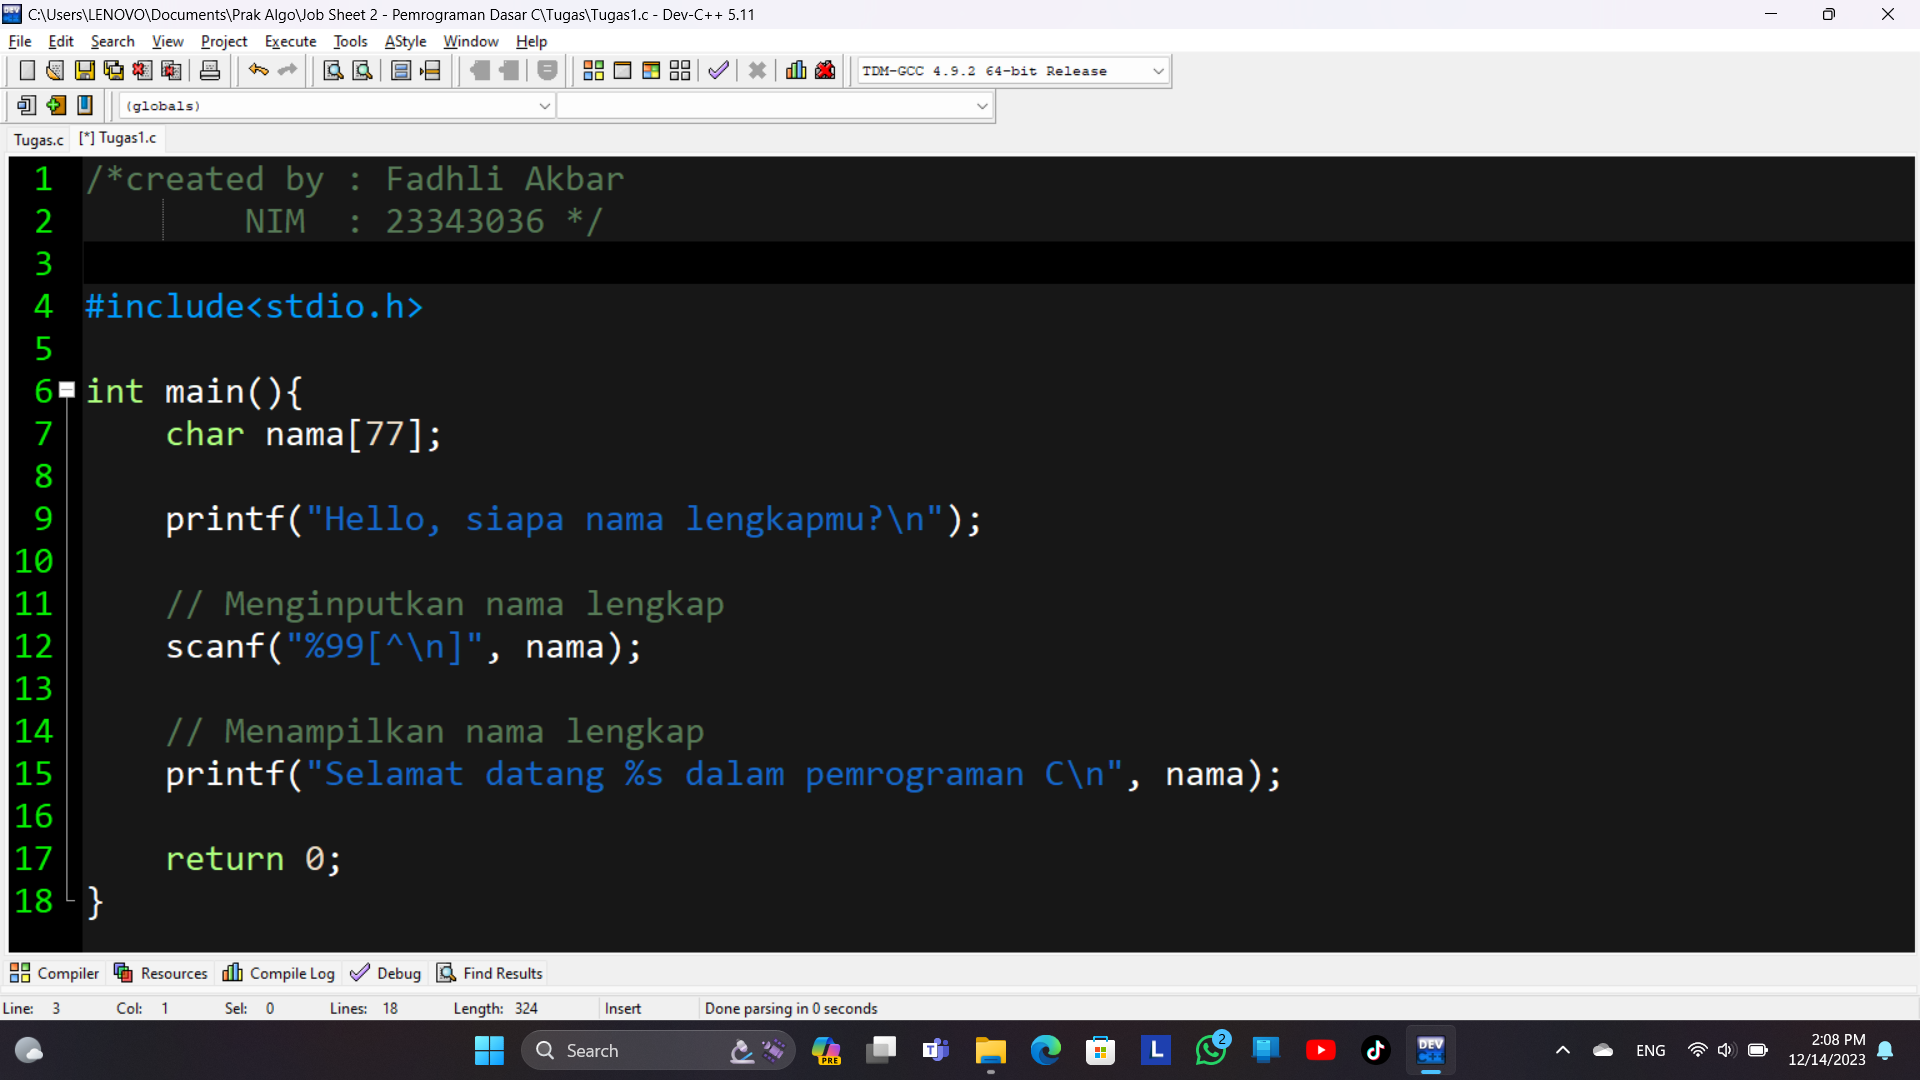 C:\Users\LENOVO\Documents\Prak Algo\Job Sheet 2 - Pemrograman Dasar C\Tugas\Tugas1.c - Dev-C++ 5.11
File Edit Search View Project Execute Tools AStyle Window Help
TDM-GCC 4.9.2 64-bit Release
(globals)
Tugas.c [*] Tugas1.c
1 /*created by : Fadhli Akbar
2 NIM : 23343036 */
3
4 #include<stdio.h>
5
6 int main(){
7 char nama[77];
8
9 printf("Hello, siapa nama lengkapmu?\n");
10
11 // Menginputkan nama lengkap
12 scanf("%99[^\n]", nama);
13
14 // Menampilkan nama lengkap
15 printf("Selamat datang %s dalam pemrograman C\n", nama);
16
17 return 0;
18 }
Compiler Resources Compile Log Debug Find Results
Line: 3 Col: 1 Sel: 0 Lines: 18 Length: 324 Insert Done parsing in 0 seconds
Search PRE T L 2 DEV C++ ENG 2:08 PM
12/14/2023